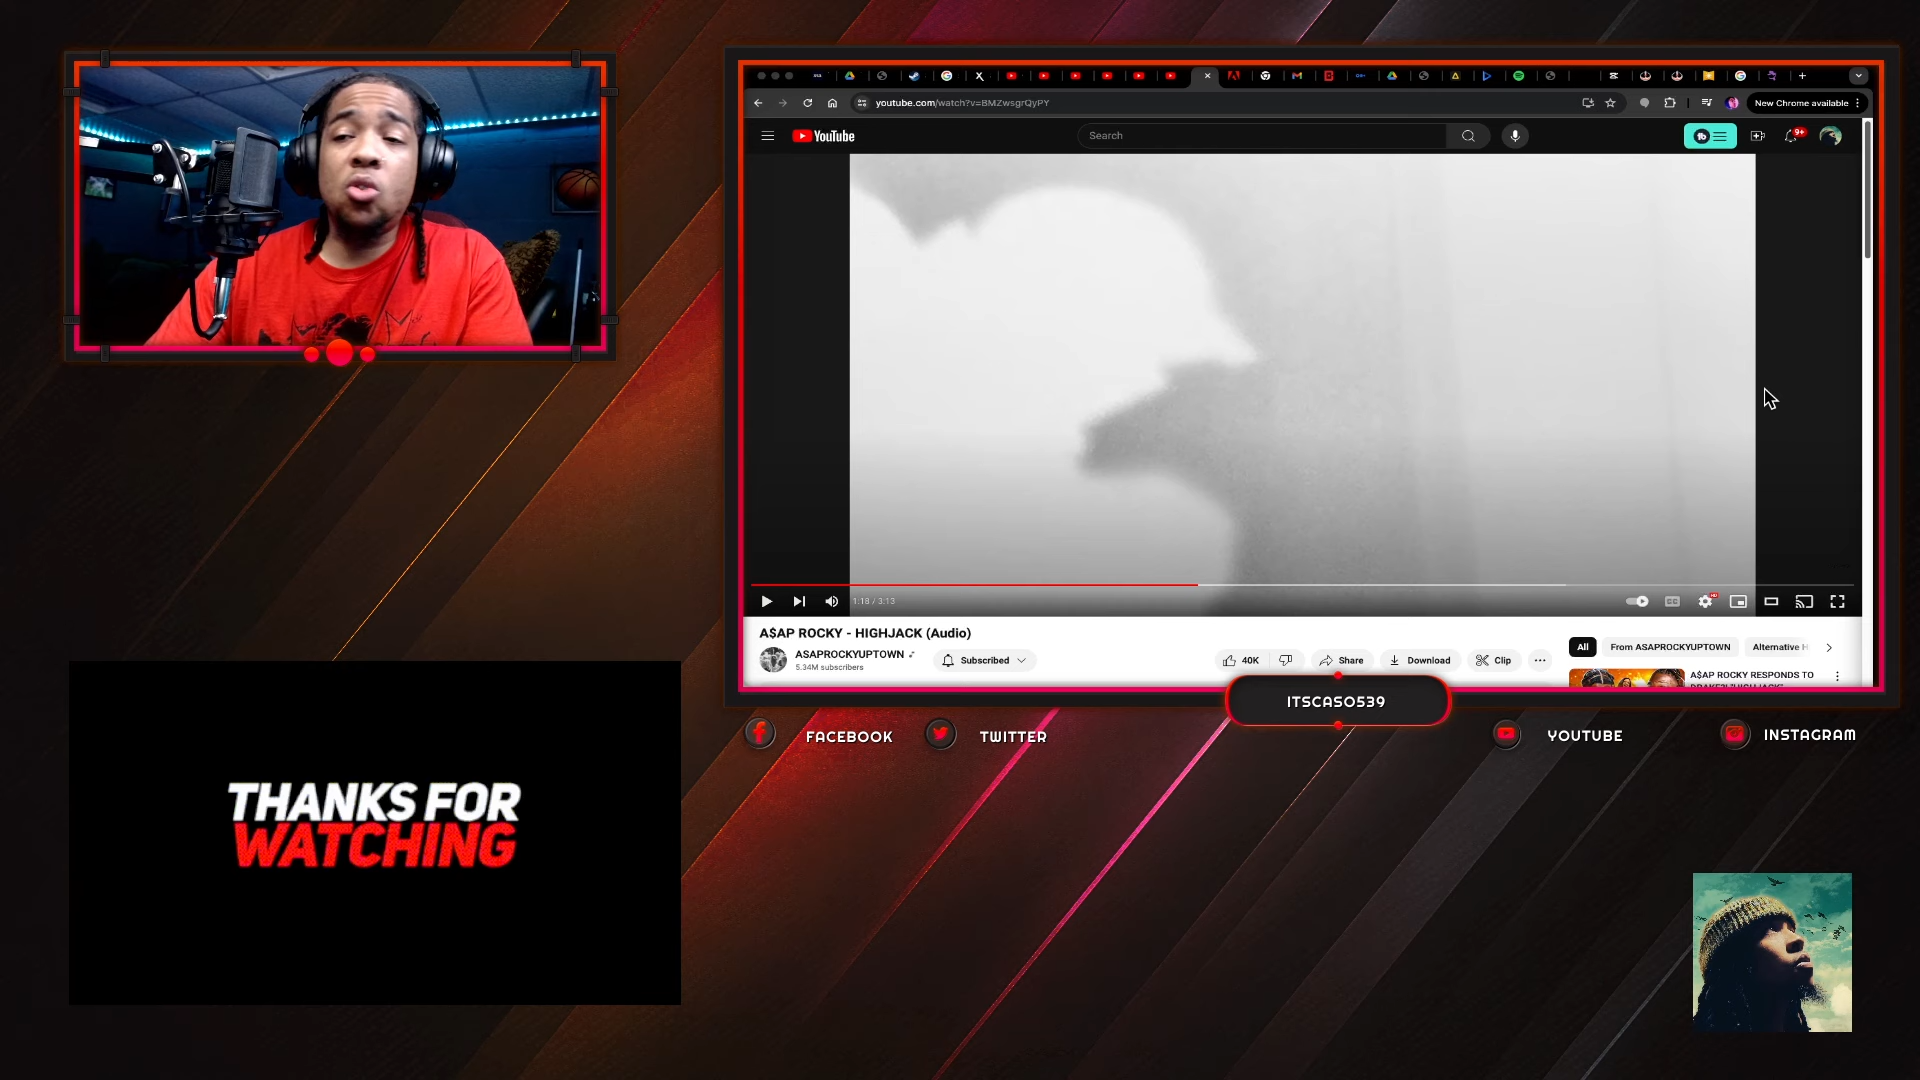 youtube.com/watch?v=BMZwsgrQyPY
New Chrome available
YouTube
Search
9+
1:18 / 3:13
A$AP ROCKY - HIGHJACK (Audio)
ASAPROCKYUPTOWN
5.34M subscribers
Subscribed
40K
Share
Download
Clip
All
From ASAPROCKYUPTOWN
Alternative H
A$AP ROCKY RESPONDS TO
ITSCASO539
FACEBOOK
TWITTER
YOUTUBE
INSTAGRAM
THANKS FOR
WATCHING